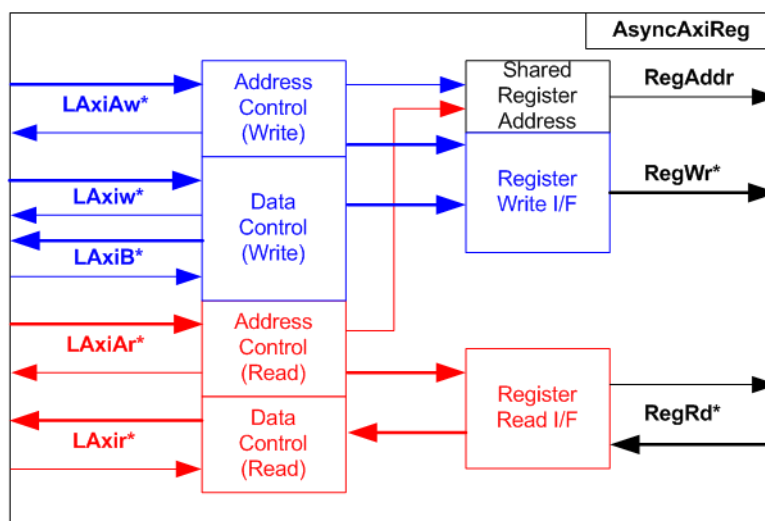 AsyncAxiReg
Address
Control
(Write)
Shared
Register
Address
RegAddr
LAxiAw*
LAxiw*
Data
Control
(Write)
Register
Write I/F
RegWr*
LAxiB*
Address
Control
(Read)
LAxiAr*
Register
Read I/F
RegRd*
LAxir*
Data
Control
(Read)